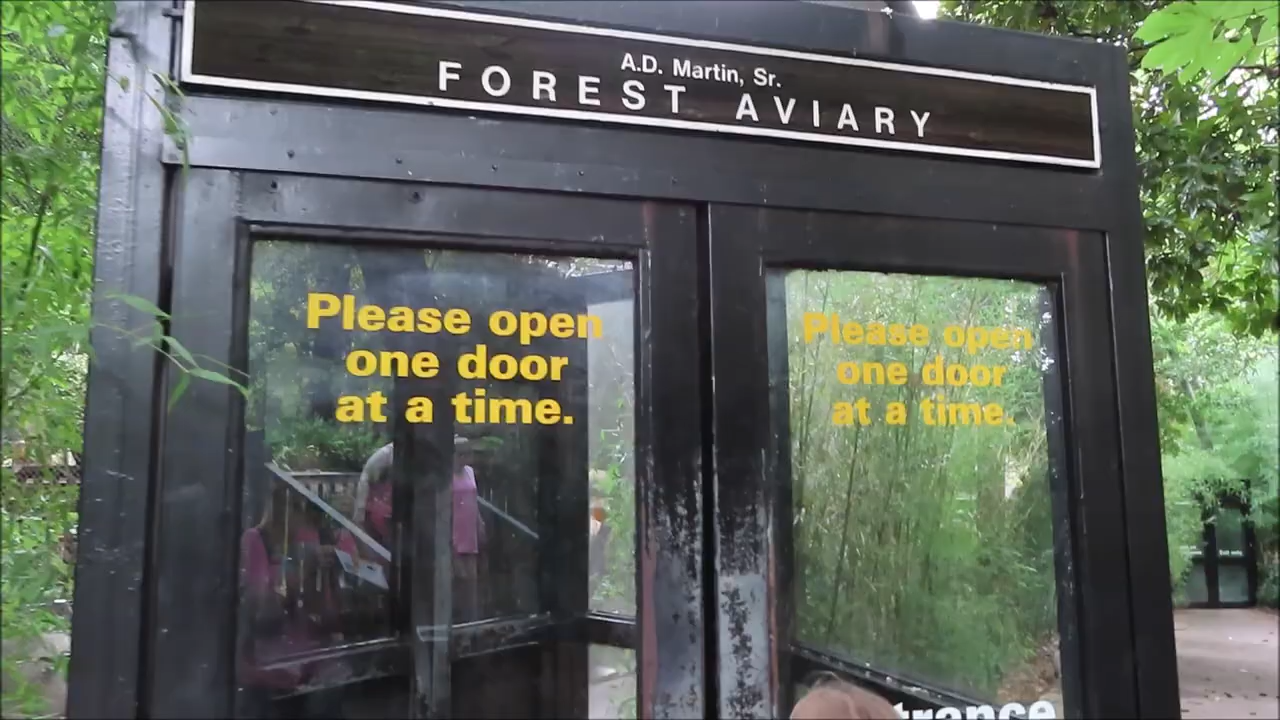 A.D. Martin, Sr.
FOREST AVIARY
Please open
one door
at a time.
Please open
one door
at a time.